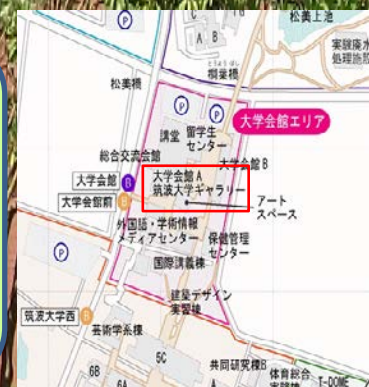 松美上池
P
A B
とうようばし
桐葉橋
実験廃水
処理施設
松美橋
P P
大学会館エリア
講堂
留学生
センター
総合交流会館
大学会館 B
大学会館 B
大学会館前 B
大学会館 A
筑波大学ギャラリー
アート
スペース
外国語・学術情報
メディアセンター
保健管理
センター
P
国際講義棟
建築デザイン
実習棟
筑波大学西 B
芸術学系棟
5C
共同研究棟B
体育総合
実験棟
T-DOME
6B
6A
A